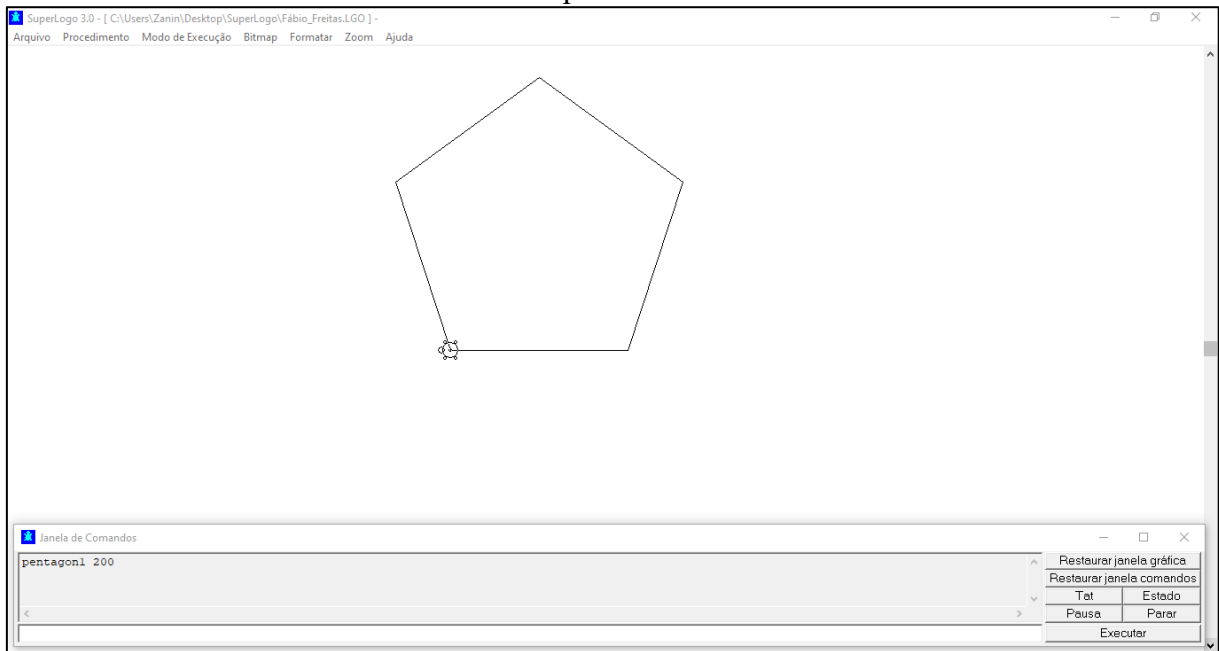 SuperLogo 3.0 - [ C:\Users\Zanin\Desktop\SuperLogo\Fábio_Freitas.LGO ] -
Arquivo Procedimento Modo de Execução Bitmap Formatar Zoom Ajuda
Janela de Comandos
pentagon1 200
Restaurar janela gráfica
Restaurar janela comandos
Tat Estado
Pausa Parar
Executar